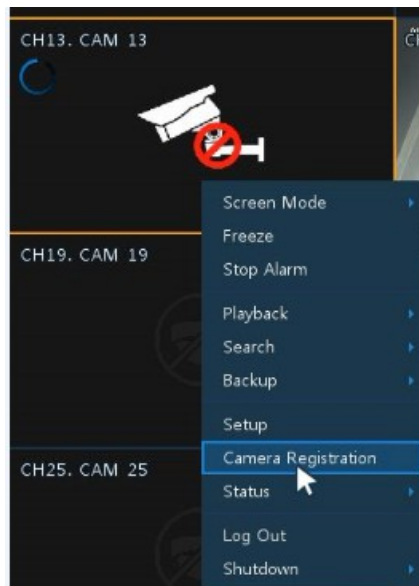 CH13. CAM 13
Screen Mode
Freeze
CH19. CAM 19
Stop Alarm
Playback
Search
Backup
Setup
Camera Registration
CH25. CAM 25
Status
Log Out
Shutdown